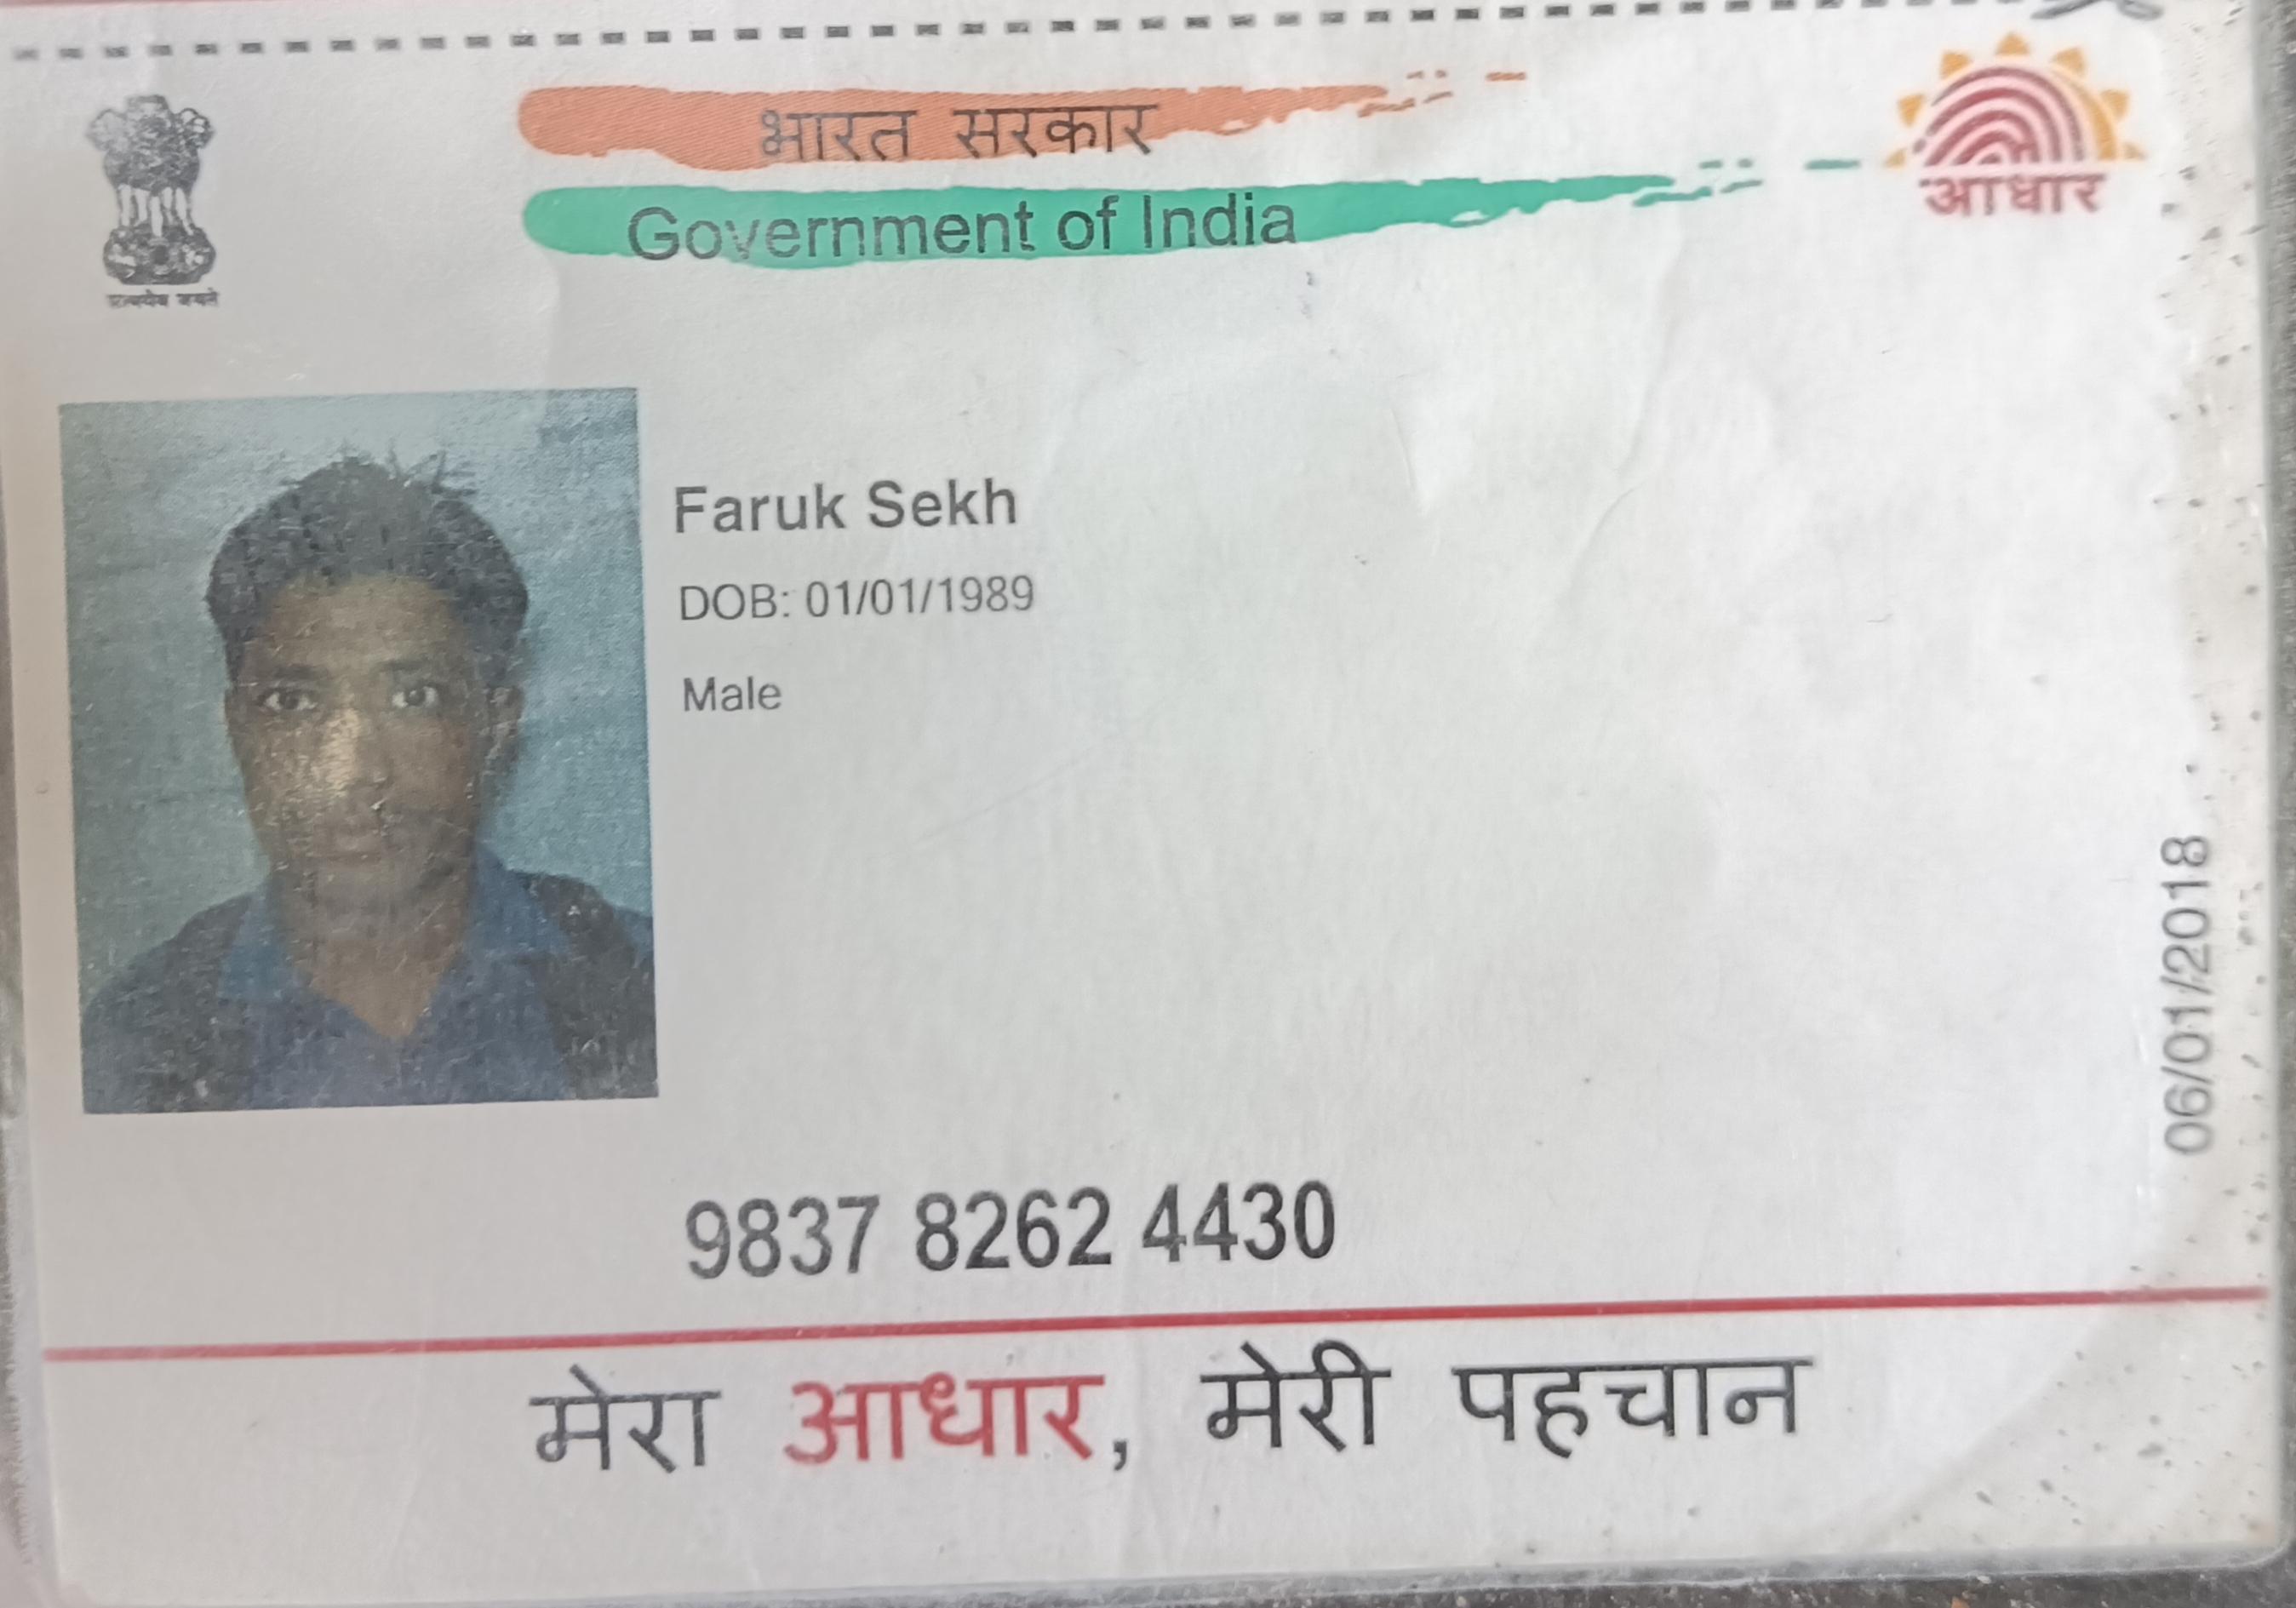 भारत सरकार
Government of India
आधार
सत्यमेव जयते
Faruk Sekh
DOB: 01/01/1989
Male
06/01/2018
9837 8262 4430
मेरा आधार, मेरी पहचान